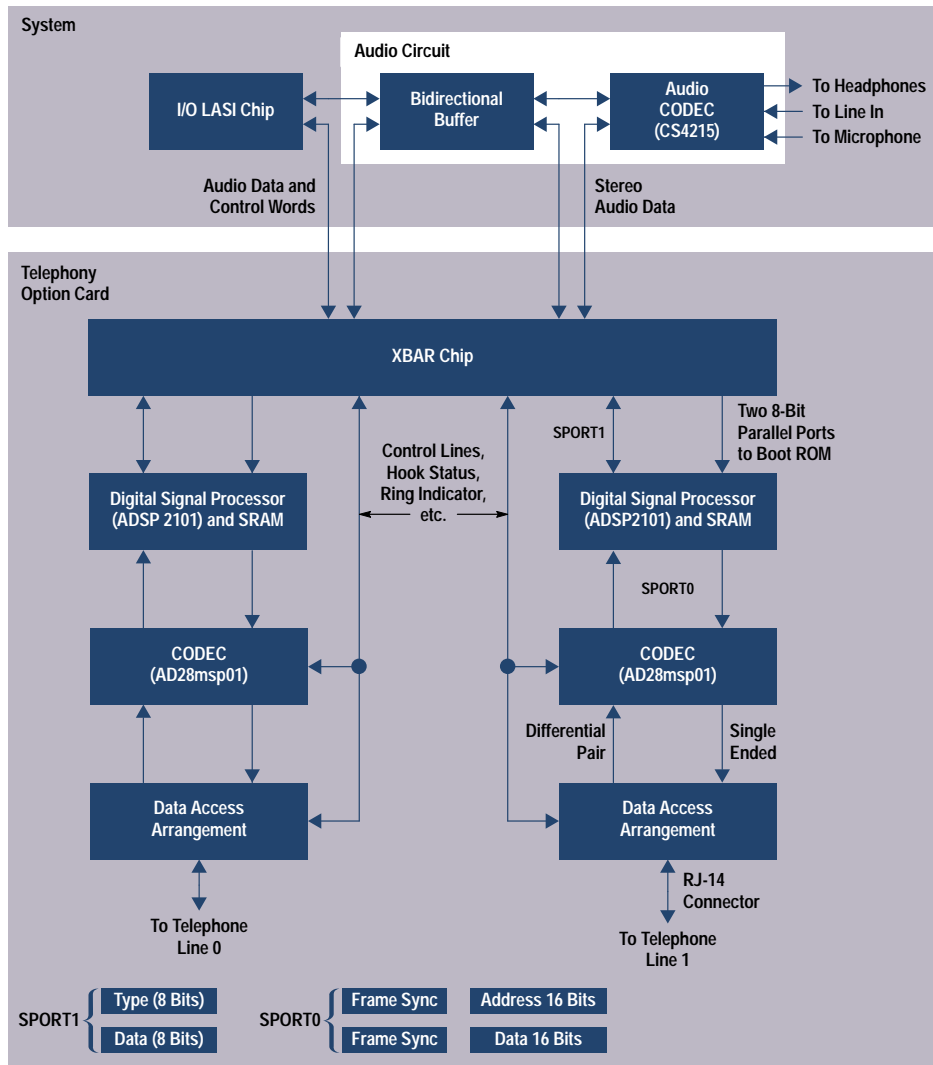 System
Audio Circuit
I/O LASI Chip
Bidirectional
Buffer
Audio
CODEC
(CS4215)
To Headphones
To Line In
To Microphone
Audio Data and
Control Words
Stereo
Audio Data
Telephony
Option Card
XBAR Chip
SPORT1
Two 8-Bit
Parallel Ports
to Boot ROM
Control Lines,
Hook Status,
Ring Indicator,
etc.
Digital Signal Processor
(ADSP 2101) and SRAM
Digital Signal Processor
(ADSP2101) and SRAM
SPORT0
CODEC
(AD28msp01)
CODEC
(AD28msp01)
Differential
Pair
Single
Ended
Data Access
Arrangement
Data Access
Arrangement
RJ-14
Connector
To Telephone
Line 0
To Telephone
Line 1
SPORT1
Type (8 Bits)
Data (8 Bits)
SPORT0
Frame Sync
Address 16 Bits
Frame Sync
Data 16 Bits